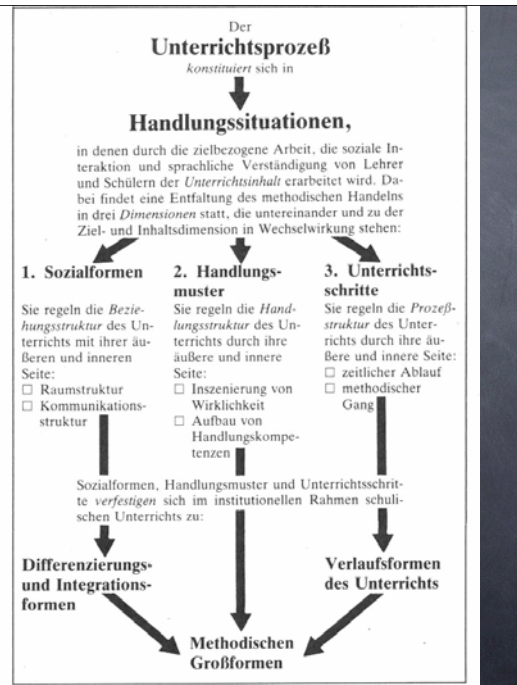 Der
Unterrichtsprozeß
konstituiert sich in
Handlungssituationen,
in denen durch die zielbezogene Arbeit, die soziale In-
teraktion und sprachliche Verständigung von Lehrer
und Schülern der Unterrichtsinhalt erarbeitet wird. Da-
bei findet eine Entfaltung des methodischen Handelns
in drei Dimensionen statt, die untereinander und zu der
Ziel- und Inhaltsdimension in Wechselwirkung stehen:
1. Sozialformen
Sie regeln die Bezie-
hungsstruktur des Un-
terrichts mit ihrer äu-
ßeren und inneren
Seite:
☐ Raumstruktur
☐ Kommunikations-
struktur
2. Handlungs-
muster
Sie regeln die Hand-
lungsstruktur des Un-
terrichts durch ihre
äußere und innere
Seite:
☐ Inszenierung von
Wirklichkeit
☐ Aufbau von
Handlungskompe-
tenzen
3. Unterrichts-
schritte
Sie regeln die Prozeß-
struktur des Unter-
richts durch ihre äu-
ßere und innere Seite:
☐ zeitlicher Ablauf
☐ methodischer
Gang
Sozialformen, Handlungsmuster und Unterrichtsschrit-
te verfestigen sich im institutionellen Rahmen schuli-
schen Unterrichts zu:
Differenzierungs-
und Integrations-
formen
Verlaufsformen
des Unterrichts
Methodischen
Großformen